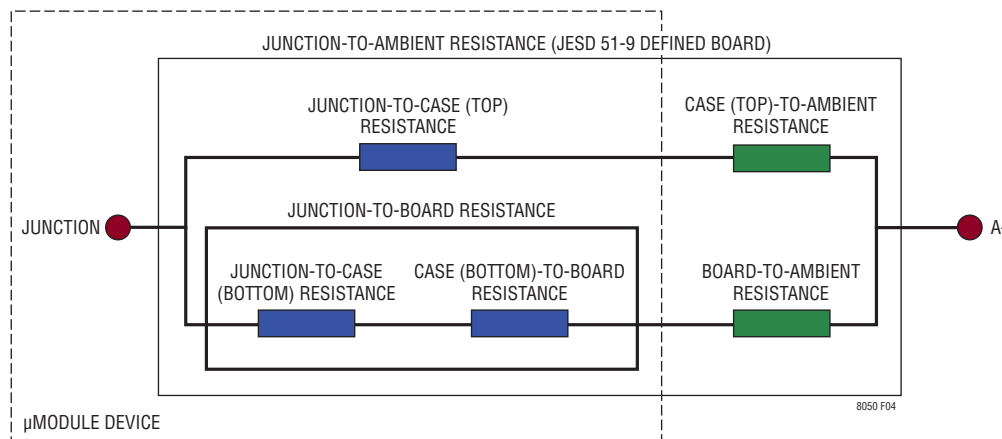 JUNCTION-TO-AMBIENT RESISTANCE (JESD 51-9 DEFINED BOARD)
JUNCTION-TO-CASE (TOP)
RESISTANCE
CASE (TOP)-TO-AMBIENT
RESISTANCE
JUNCTION-TO-BOARD RESISTANCE
JUNCTION
JUNCTION-TO-CASE
(BOTTOM) RESISTANCE
CASE (BOTTOM)-TO-BOARD
RESISTANCE
BOARD-TO-AMBIENT
RESISTANCE
8050 F04
µMODULE DEVICE